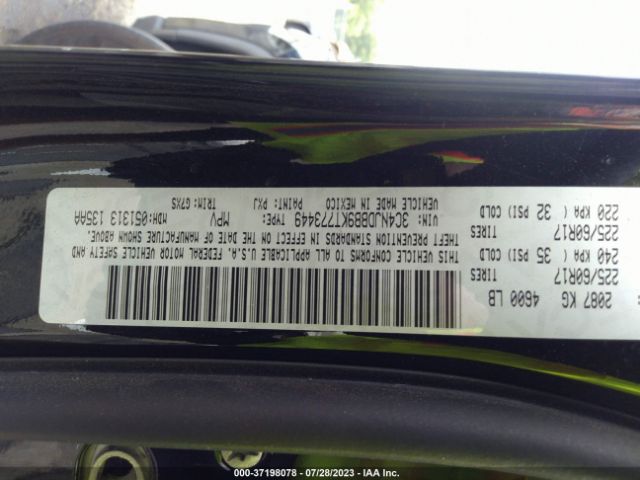 2087 KG 4600 LB
225/60R17 TIRES
240 KPA ( 35 PSI) COLD
225/60R17 TIRES
220 KPA ( 32 PSI) COLD
THIS VEHICLE CONFORMS TO ALL APPLICABLE U.S.A. FEDERAL MOTOR VEHICLE SAFETY AND
THEFT PREVENTION STANDARDS IN EFFECT ON THE DATE OF MANUFACTURE SHOWN ABOVE.
VIN: 3C4NJDBB9KT773449 TYPE: MPV MDH:051313 135AA
VEHICLE MADE IN MEXICO PAINT: PXJ TRIM: G7XS
000-37198078 - 07/28/2023 - IAA Inc.